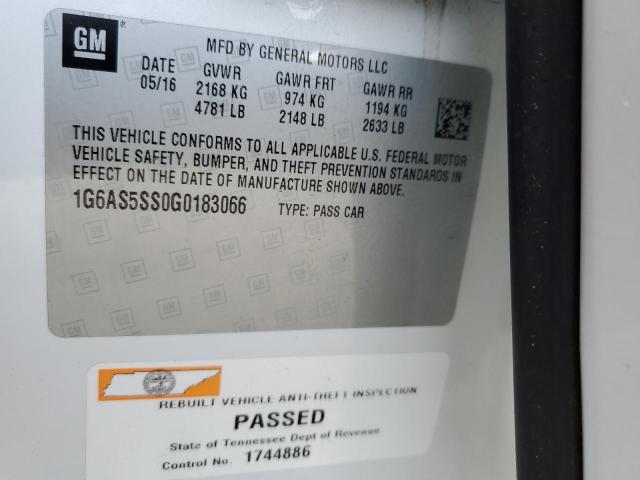 GM
MFD BY GENERAL MOTORS LLC
DATE GVWR GAWR FRT GAWR RR
05/16 2168 KG 974 KG 1194 KG
4781 LB 2148 LB 2633 LB
THIS VEHICLE CONFORMS TO ALL APPLICABLE U.S. FEDERAL MOTOR
VEHICLE SAFETY, BUMPER, AND THEFT PREVENTION STANDARDS IN
EFFECT ON THE DATE OF MANUFACTURE SHOWN ABOVE.
1G6AS5SS0G0183066 TYPE: PASS CAR
REBUILT VEHICLE ANTI-THEFT INSPECTION
PASSED
State of Tennessee Dept of Revenue
Control No. 1744886